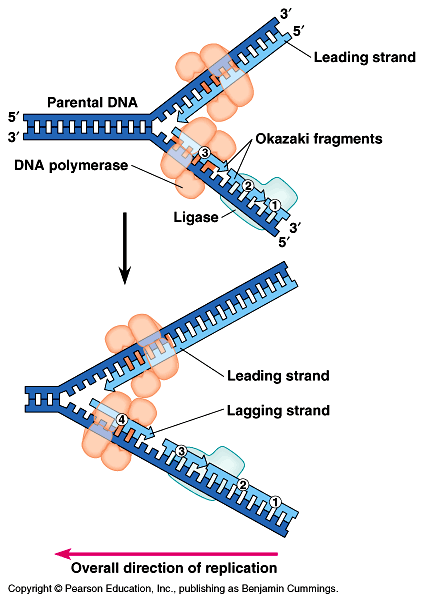 3′
5′
Leading strand
Parental DNA
5′
3′
Okazaki fragments
3
DNA polymerase
2
1
Ligase
3′
5′
Leading strand
Lagging strand
4
3
2
1
Overall direction of replication
Copyright © Pearson Education, Inc., publishing as Benjamin Cummings.